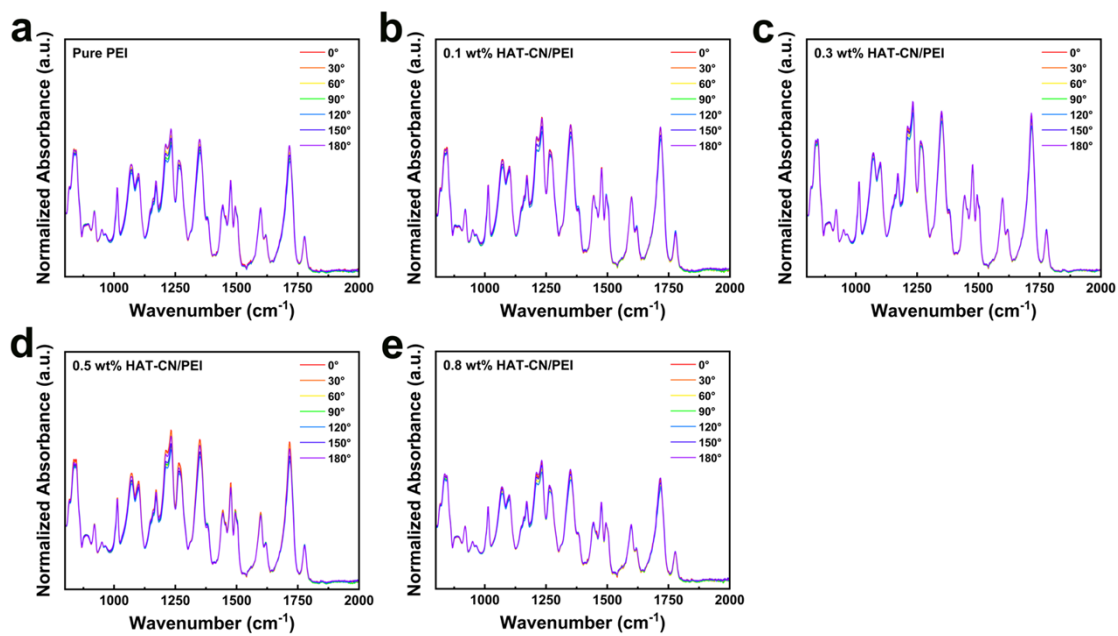 a
Pure PEI
0°
30°
60°
90°
120°
150°
180°
Normalized Absorbance (a.u.)
1000 1250 1500 1750 2000
Wavenumber (cm⁻¹)
b
0.1 wt% HAT-CN/PEI
0°
30°
60°
90°
120°
150°
180°
Normalized Absorbance (a.u.)
1000 1250 1500 1750 2000
Wavenumber (cm⁻¹)
c
0.3 wt% HAT-CN/PEI
0°
30°
60°
90°
120°
150°
180°
Normalized Absorbance (a.u.)
1000 1250 1500 1750 2000
Wavenumber (cm⁻¹)
d
0.5 wt% HAT-CN/PEI
0°
30°
60°
90°
120°
150°
180°
Normalized Absorbance (a.u.)
1000 1250 1500 1750 2000
Wavenumber (cm⁻¹)
e
0.8 wt% HAT-CN/PEI
0°
30°
60°
90°
120°
150°
180°
Normalized Absorbance (a.u.)
1000 1250 1500 1750 2000
Wavenumber (cm⁻¹)